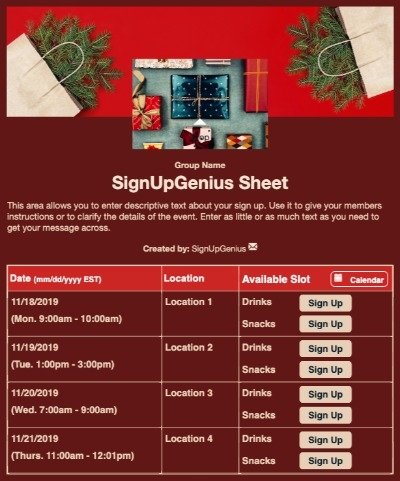 Group Name
SignUpGenius Sheet
This area allows you to enter descriptive text about your sign up. Use it to give your members
instructions or to clarify the details of the event. Enter as little or as much text as you need to
get your message across.
Created by: SignUpGenius
Date (mm/dd/yyyy EST) Location Available Slot Calendar
11/18/2019 Location 1 Drinks Sign Up
(Mon. 9:00am - 10:00am) Snacks Sign Up
11/19/2019 Location 2 Drinks Sign Up
(Tue. 1:00pm - 3:00pm) Snacks Sign Up
11/20/2019 Location 3 Drinks Sign Up
(Wed. 7:00am - 9:00am) Snacks Sign Up
11/21/2019 Location 4 Drinks Sign Up
(Thurs. 11:00am - 12:01pm) Snacks Sign Up